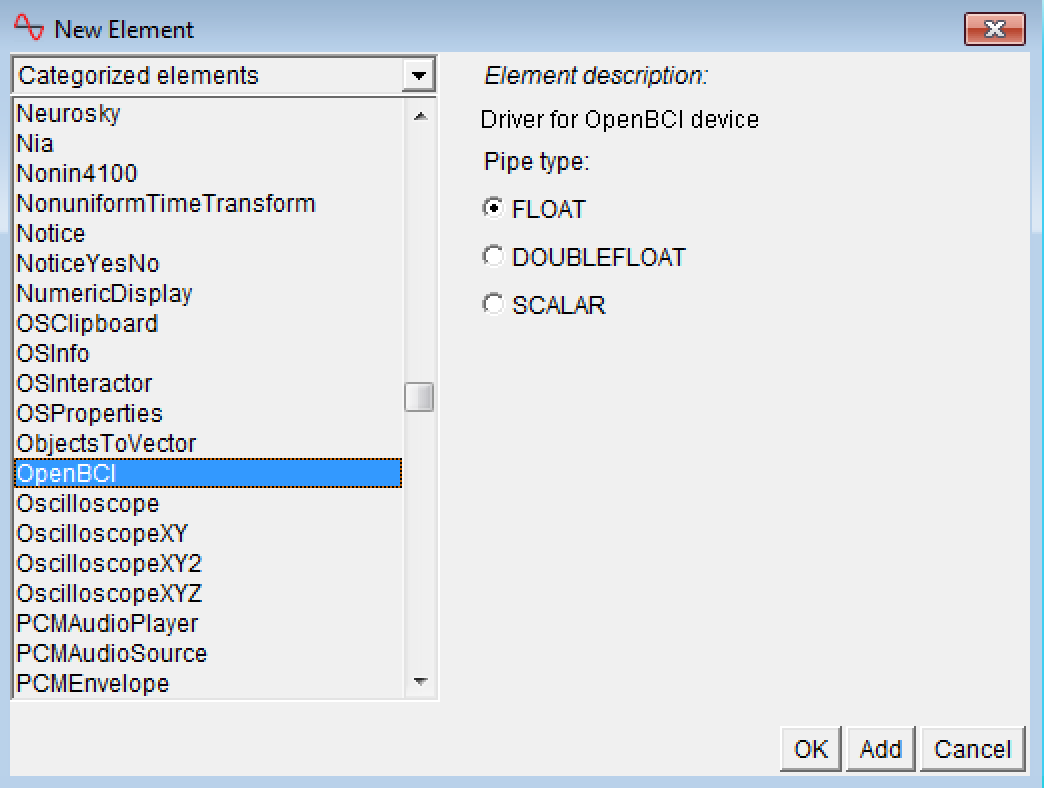 New Element
Categorized elements
Neurosky
Nia
Nonin4100
NonuniformTimeTransform
Notice
NoticeYesNo
NumericDisplay
OSClipboard
OSInfo
OSInteractor
OSProperties
ObjectsToVector
OpenBCI
Oscilloscope
OscilloscopeXY
OscilloscopeXY2
OscilloscopeXYZ
PCMAudioPlayer
PCMAudioSource
PCMEnvelope
Element description:
Driver for OpenBCI device
Pipe type:
FLOAT
DOUBLEFLOAT
SCALAR
OK Add Cancel